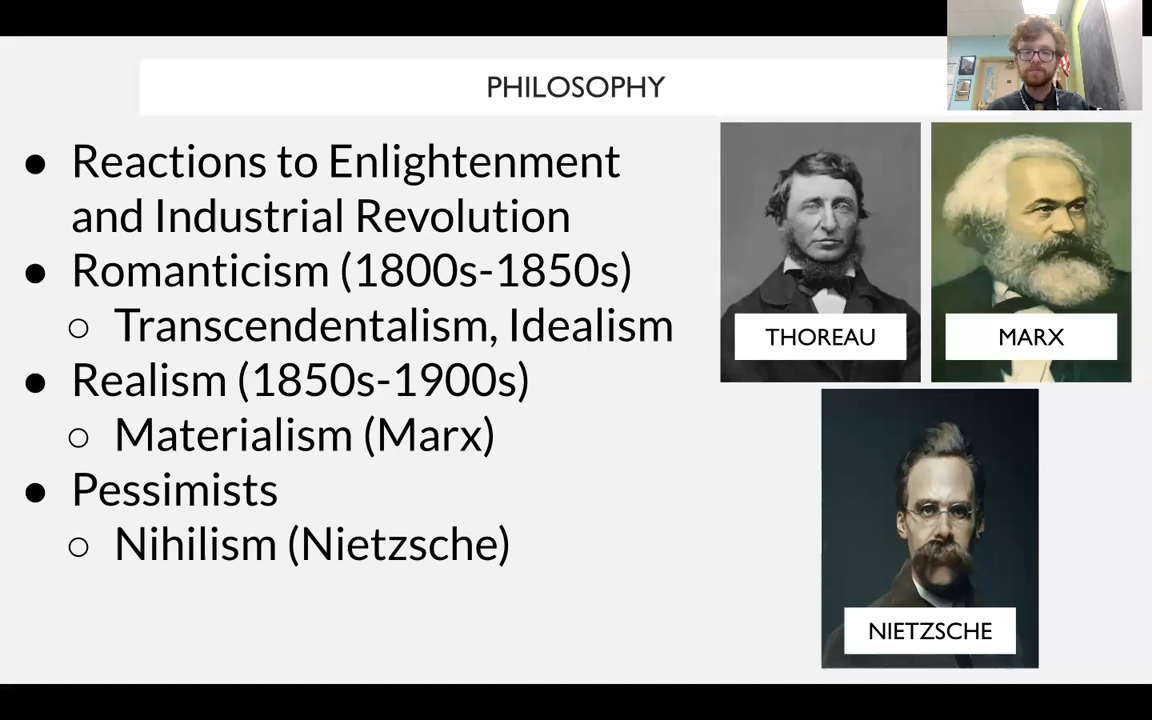 PHILOSOPHY
● Reactions to Enlightenment
and Industrial Revolution
● Romanticism (1800s-1850s)
○ Transcendentalism, Idealism
● Realism (1850s-1900s)
○ Materialism (Marx)
● Pessimists
○ Nihilism (Nietzsche)
THOREAU
MARX
NIETZSCHE